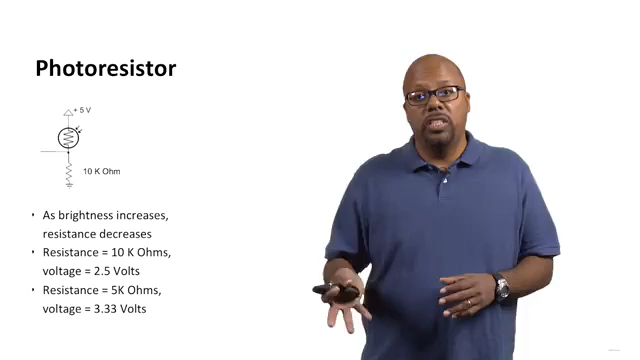 Photoresistor
+ 5 V
10 K Ohm
As brightness increases,
resistance decreases
Resistance = 10 K Ohms,
voltage = 2.5 Volts
Resistance = 5K Ohms,
voltage = 3.33 Volts